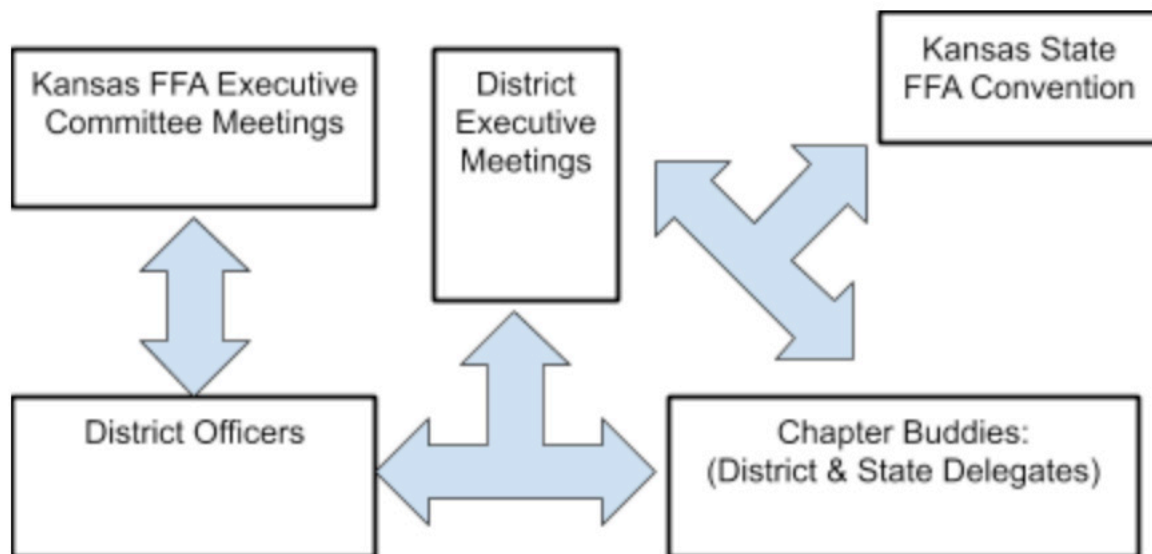 Kansas FFA Executive
Committee Meetings
District
Executive
Meetings
Kansas State
FFA Convention
District Officers
Chapter Buddies:
(District & State Delegates)